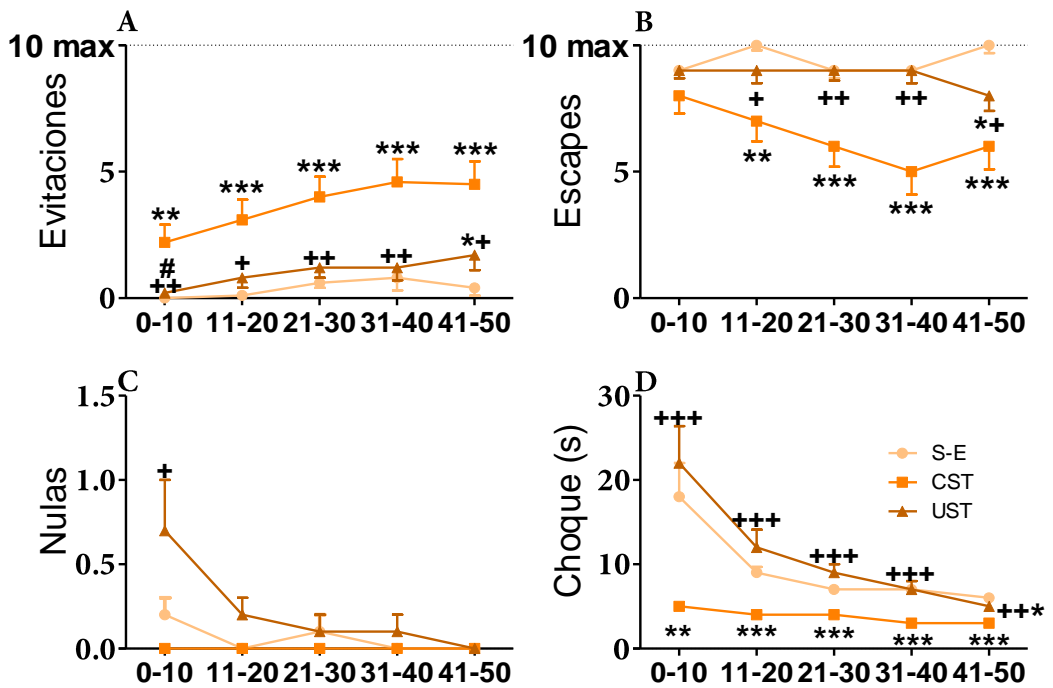 A
10 max
Evitaciones
5
0
**
***
***
***
***
#
++
+
++
++
*+
0-10 11-20 21-30 31-40 41-50
B
10 max
Escapes
5
0
+
++
++
*+
**
***
***
***
0-10 11-20 21-30 31-40 41-50
C
1.5
Nulas
1.0
0.5
0.0
+
0-10 11-20 21-30 31-40 41-50
D
30
Choque (s)
20
10
0
+++
+++
+++
+++
++*
**
***
***
***
***
S-E
CST
UST
0-10 11-20 21-30 31-40 41-50